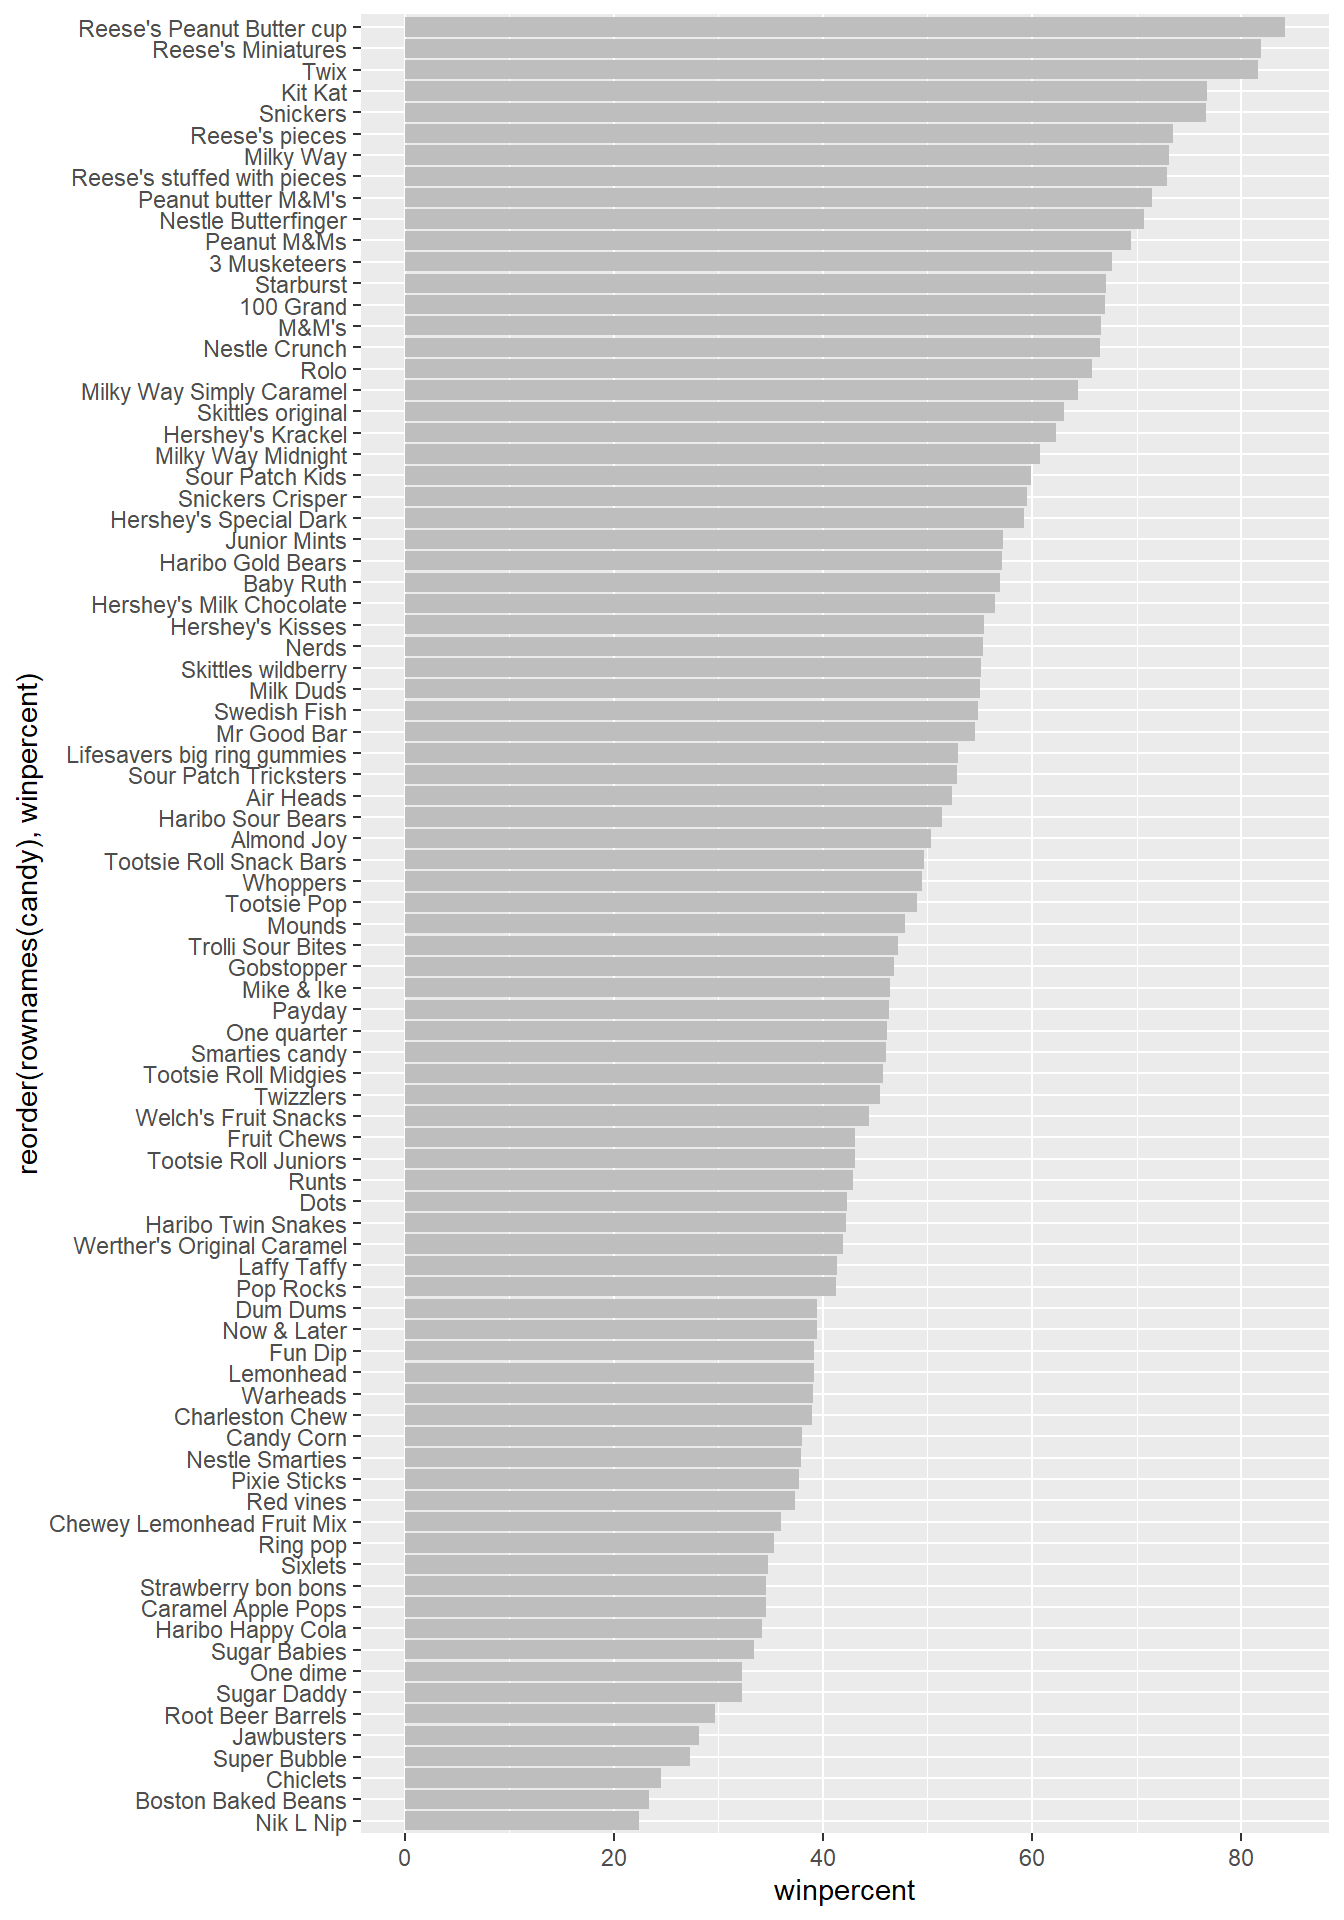 Reese's Peanut Butter cup
Reese's Miniatures
Twix
Kit Kat
Snickers
Reese's pieces
Milky Way
Reese's stuffed with pieces
Peanut butter M&M's
Nestle Butterfinger
Peanut M&Ms
3 Musketeers
Starburst
100 Grand
M&M's
Nestle Crunch
Rolo
Milky Way Simply Caramel
Skittles original
Hershey's Krackel
Milky Way Midnight
Sour Patch Kids
Snickers Crisper
Hershey's Special Dark
Junior Mints
Haribo Gold Bears
Baby Ruth
Hershey's Milk Chocolate
Hershey's Kisses
Nerds
Skittles wildberry
Milk Duds
Swedish Fish
Mr Good Bar
Lifesavers big ring gummies
Sour Patch Tricksters
Air Heads
Haribo Sour Bears
Almond Joy
Tootsie Roll Snack Bars
Whoppers
Tootsie Pop
Mounds
Trolli Sour Bites
Gobstopper
Mike & Ike
Payday
One quarter
Smarties candy
Tootsie Roll Midgies
Twizzlers
Welch's Fruit Snacks
Fruit Chews
Tootsie Roll Juniors
Runts
Dots
Haribo Twin Snakes
Werther's Original Caramel
Laffy Taffy
Pop Rocks
Dum Dums
Now & Later
Fun Dip
Lemonhead
Warheads
Charleston Chew
Candy Corn
Nestle Smarties
Pixie Sticks
Red vines
Chewey Lemonhead Fruit Mix
Ring pop
Sixlets
Strawberry bon bons
Caramel Apple Pops
Haribo Happy Cola
Sugar Babies
One dime
Sugar Daddy
Root Beer Barrels
Jawbusters
Super Bubble
Chiclets
Boston Baked Beans
Nik L Nip
reorder(rownames(candy), winpercent)
0 20 40 60 80
winpercent